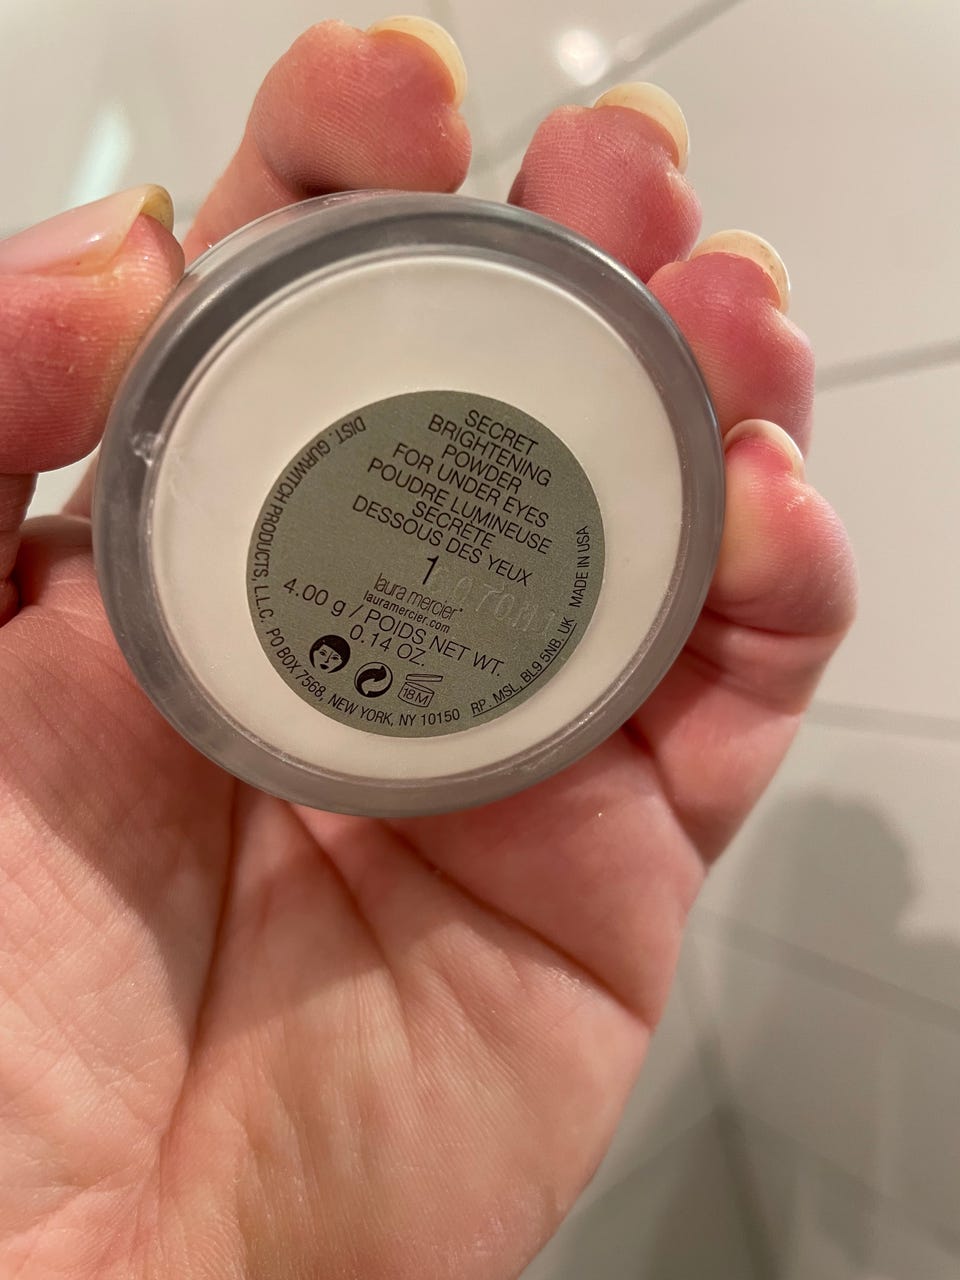 SECRET
BRIGHTENING
POWDER
FOR UNDER EYES
POUDRE LUMINEUSE
SECRÈTE
DESSOUS DES YEUX
1
laura mercier
lauramercier.com
4.00 g / POIDS NET WT.
0.14 OZ.
18M
DIST. GURWITCH PRODUCTS, L.L.C. PO BOX 7568, NEW YORK, NY 10150
RP. MSL, BL9 5NB. UK MADE IN USA